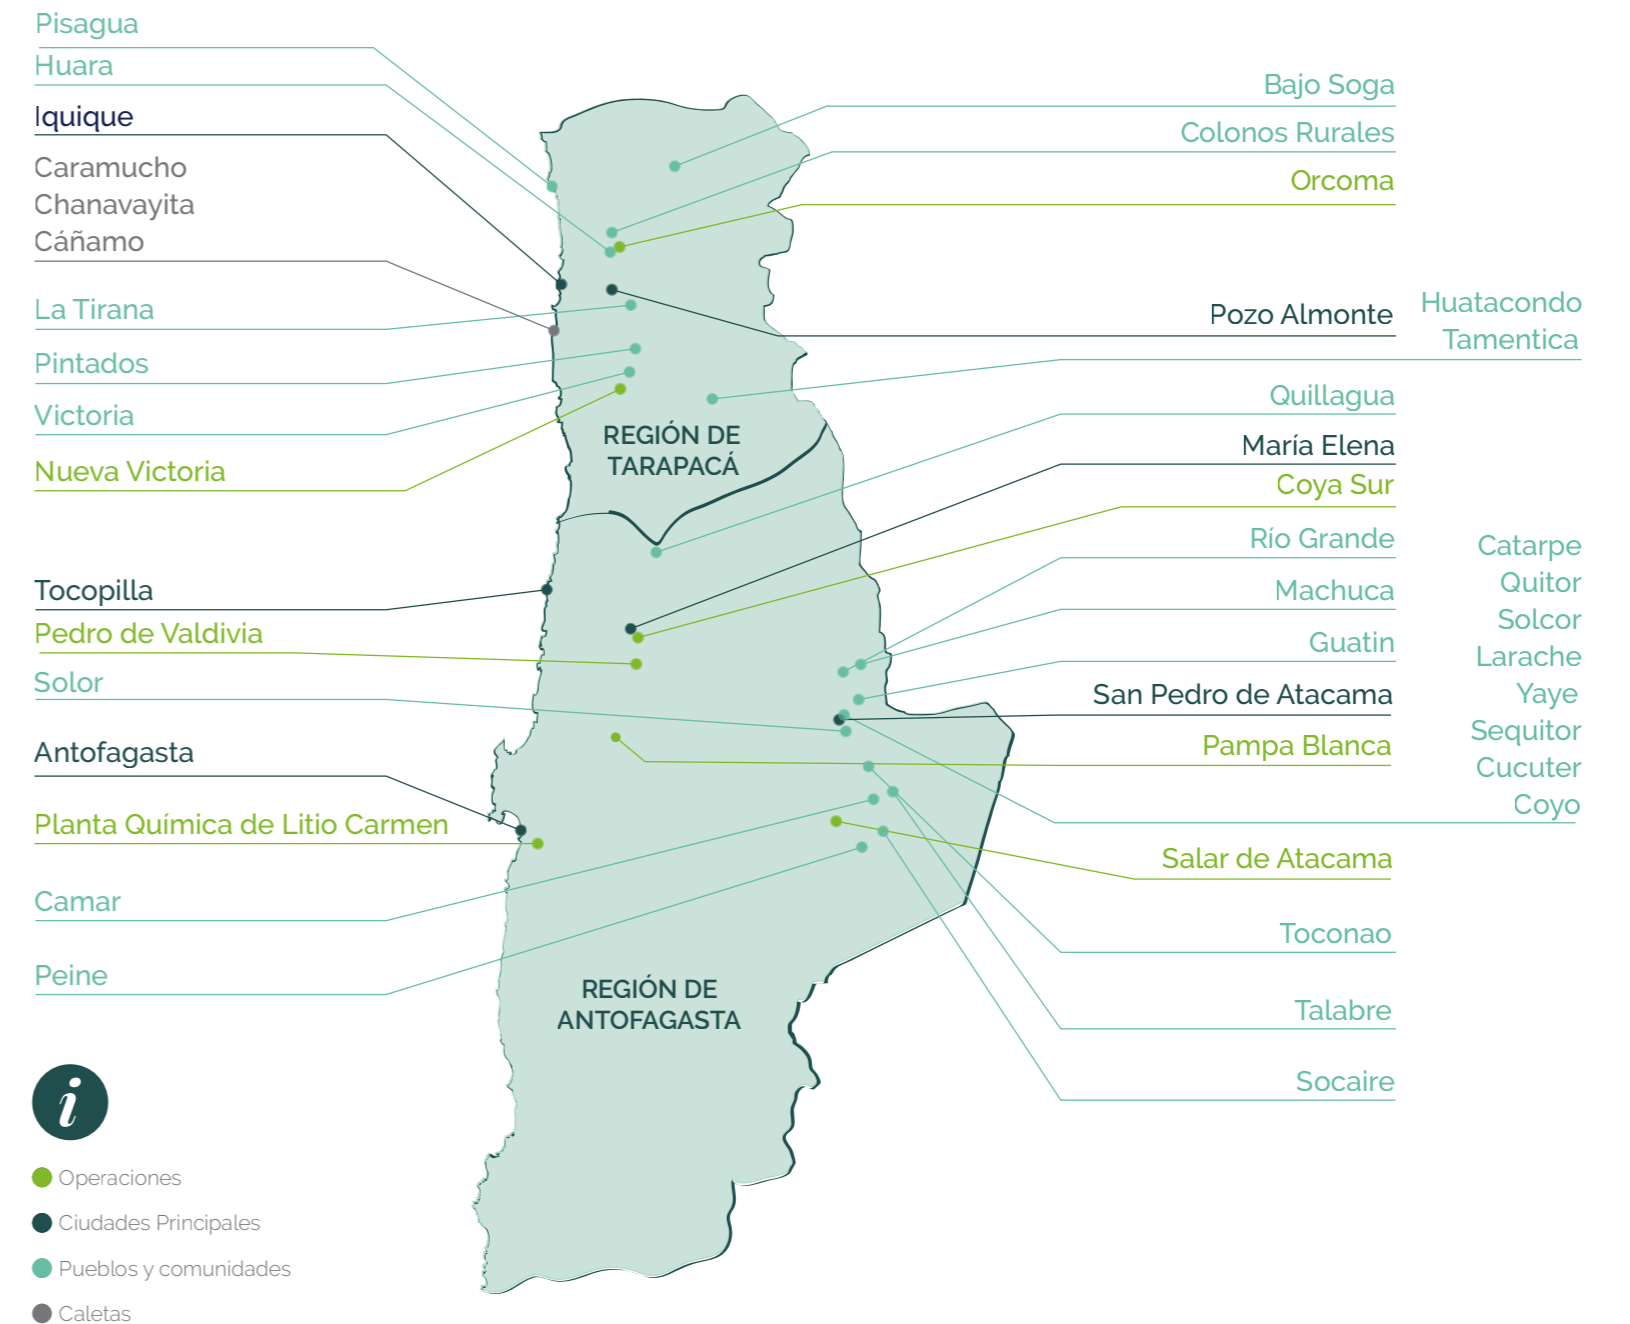 Pisagua
Huara
Iquique
Caramucho
Chanavayita
Cáñamo
La Tirana
Pintados
Victoria
Nueva Victoria
Tocopilla
Pedro de Valdivia
Solor
Antofagasta
Planta Química de Litio Carmen
Camar
Peine
REGIÓN DE
TARAPACÁ
REGIÓN DE
ANTOFAGASTA
Bajo Soga
Colonos Rurales
Orcoma
Pozo Almonte
Huatacondo
Tamentica
Quillagua
María Elena
Coya Sur
Río Grande
Machuca
Guatin
San Pedro de Atacama
Pampa Blanca
Catarpe
Quitor
Solcor
Larache
Yaye
Sequitor
Cucuter
Coyo
Salar de Atacama
Toconao
Talabre
Socaire
i
Operaciones
Ciudades Principales
Pueblos y comunidades
Caletas